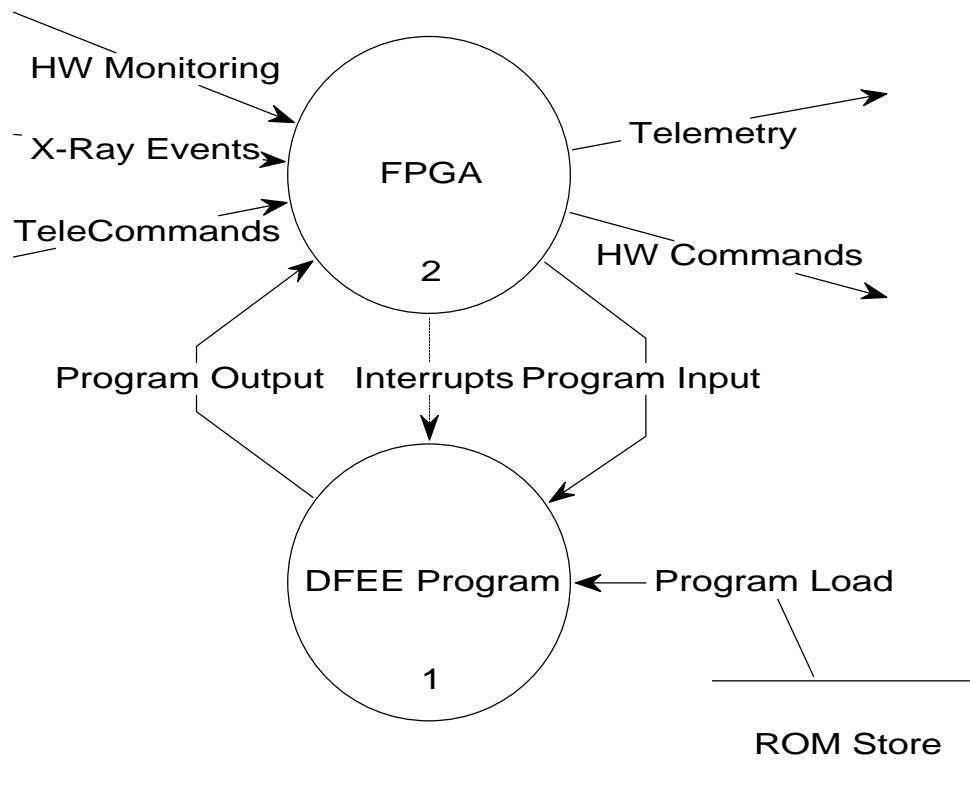 HW Monitoring
X-Ray Events
TeleCommands
FPGA
2
Telemetry
HW Commands
Program Output
Interrupts
Program Input
DFEE Program
1
Program Load
ROM Store